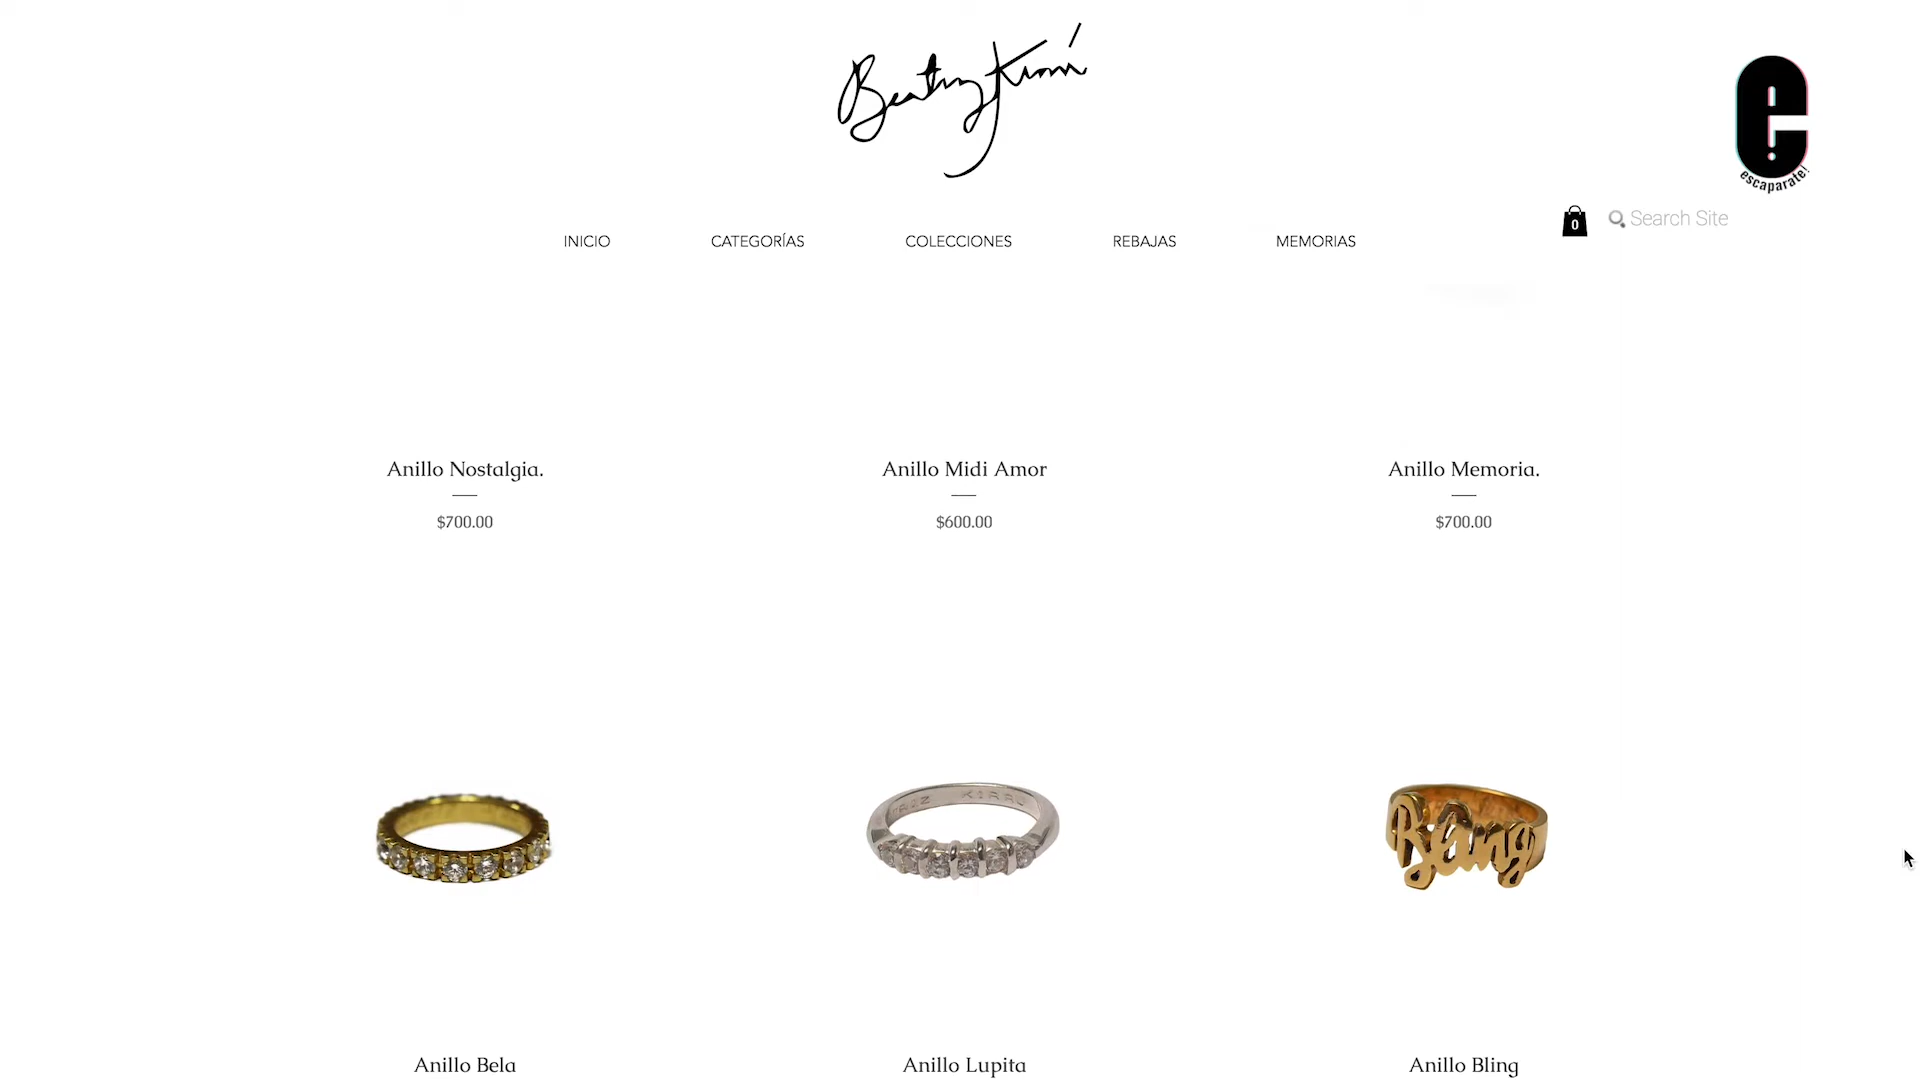 escaparate!
0
Search Site
INICIO CATEGORÍAS COLECCIONES REBAJAS MEMORIAS
Anillo Nostalgia. Anillo Midi Amor Anillo Memoria.
$700.00 $600.00 $700.00
Anillo Bela Anillo Lupita Anillo Bling